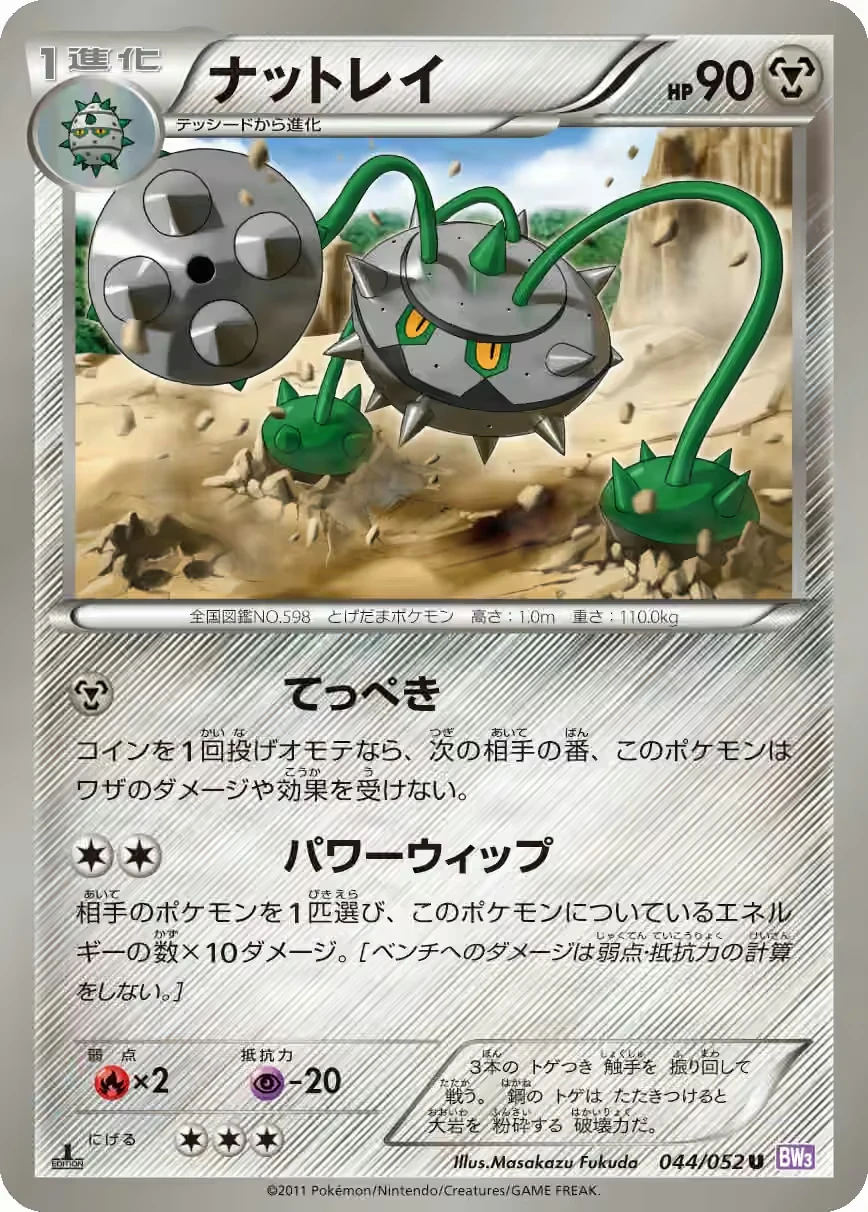 1進化
ナットレイ
HP90
テッシードから進化
全国図鑑NO.598 とげだまポケモン 高さ：1.0m 重さ：110.0kg
てっぺき
コインを1回投げオモテなら、次の相手の番、このポケモンは
ワザのダメージや効果を受けない。
パワーウィップ
相手のポケモンを1匹選び、このポケモンについているエネル
ギーの数×10ダメージ。［ベンチへのダメージは弱点・抵抗力の計算
をしない。］
弱点 抵抗力
×2 -20
にげる
3本の トゲつき 触手を 振り回して
戦う。 鋼の トゲは たたきつけると
大岩を 粉砕する 破壊力だ。
1 EDITION
Illus.Masakazu Fukuda 044/052 U BW3
©2011 Pokémon/Nintendo/Creatures/GAME FREAK.